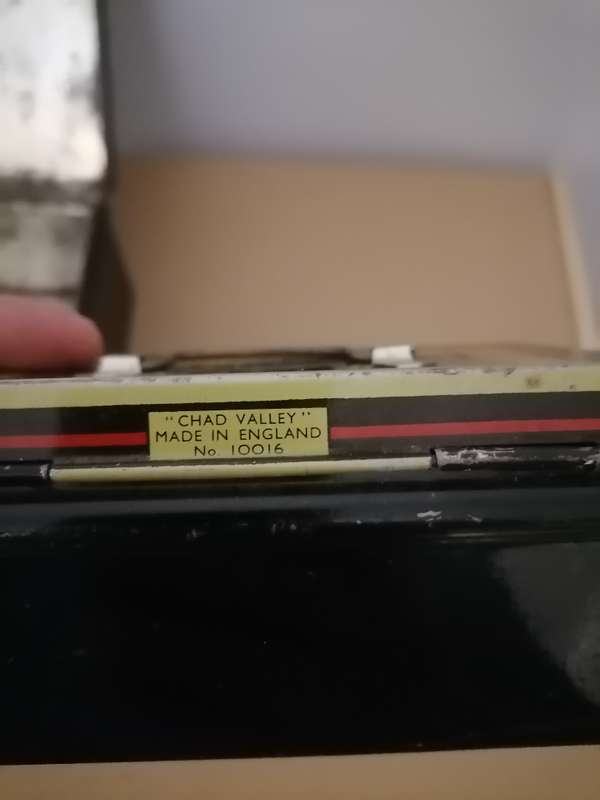 "CHAD VALLEY"
MADE IN ENGLAND
No. 10016